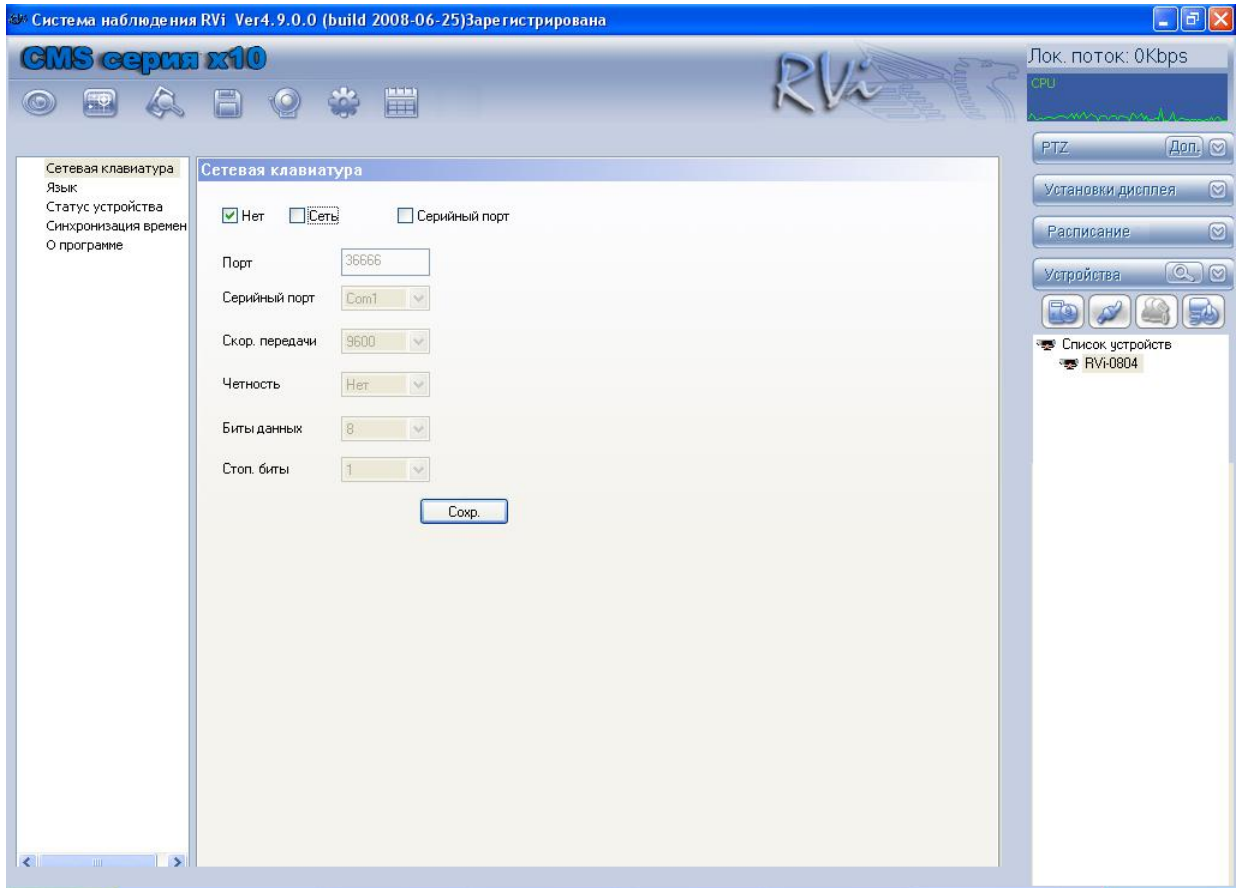 Система наблюдения RVi Ver4.9.0.0 (build 2008-06-25)Зарегистрирована
CMS серия x10
RVi
Лок. поток: 0Kbps
CPU
PTZ
Доп.
Установки дисплея
Расписание
Устройства
Список устройств
RVi-0804
Сетевая клавиатура
Язык
Статус устройства
Синхронизация времен
О программе
Сетевая клавиатура
Нет
Сеть
Серийный порт
Порт
36666
Серийный порт
Com1
Скор. передачи
9600
Четность
Нет
Биты данных
8
Стоп. биты
1
Сохр.